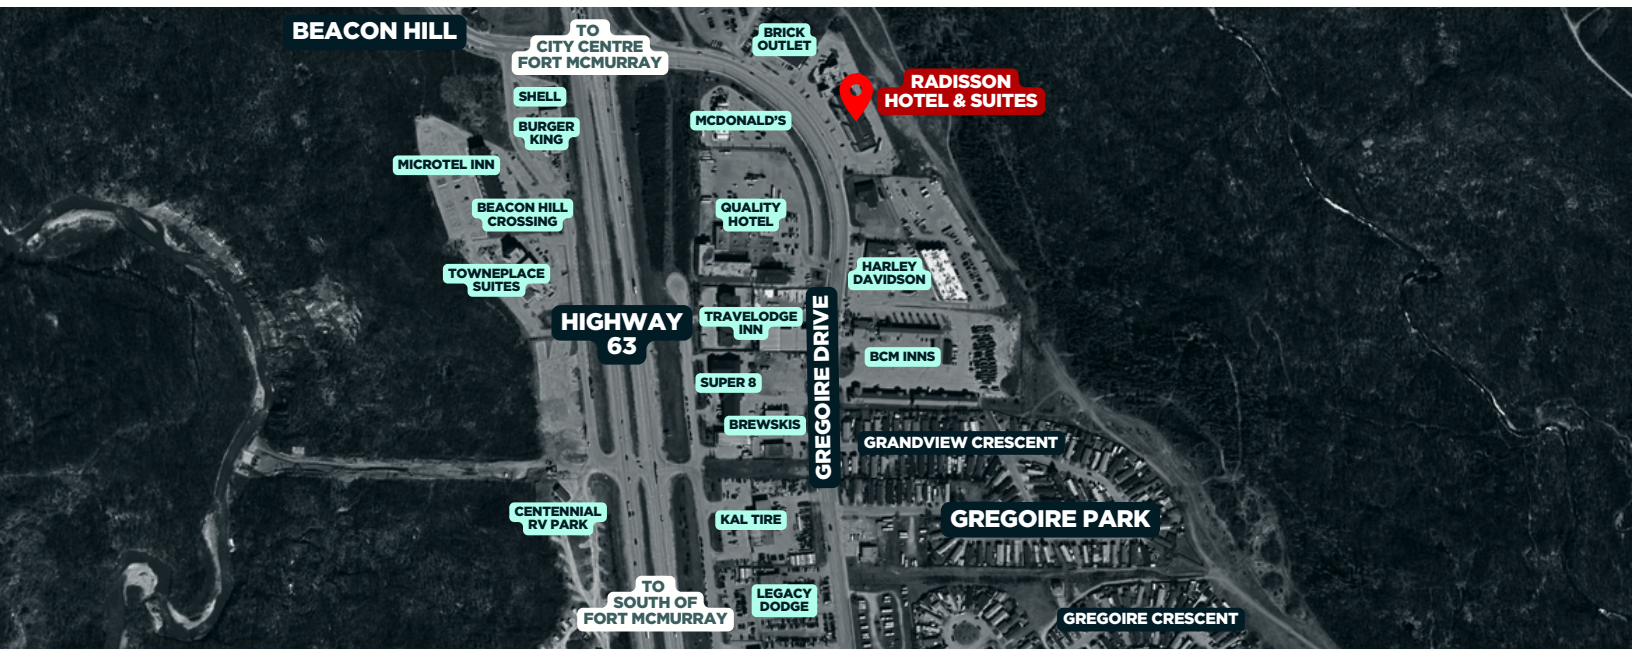 BEACON HILL
TO
CITY CENTRE
FORT MCMURRAY
BRICK
OUTLET
RADISSON
HOTEL & SUITES
SHELL
BURGER
KING
MCDONALD'S
MICROTEL INN
BEACON HILL
CROSSING
QUALITY
HOTEL
TOWNEPLACE
SUITES
HARLEY
DAVIDSON
HIGHWAY
63
TRAVELODGE
INN
GREGOIRE DRIVE
BCM INNS
SUPER 8
BREWSKIS
GRANDVIEW CRESCENT
CENTENNIAL
RV PARK
KAL TIRE
GREGOIRE PARK
TO
SOUTH OF
FORT MCMURRAY
LEGACY
DODGE
GREGOIRE CRESCENT